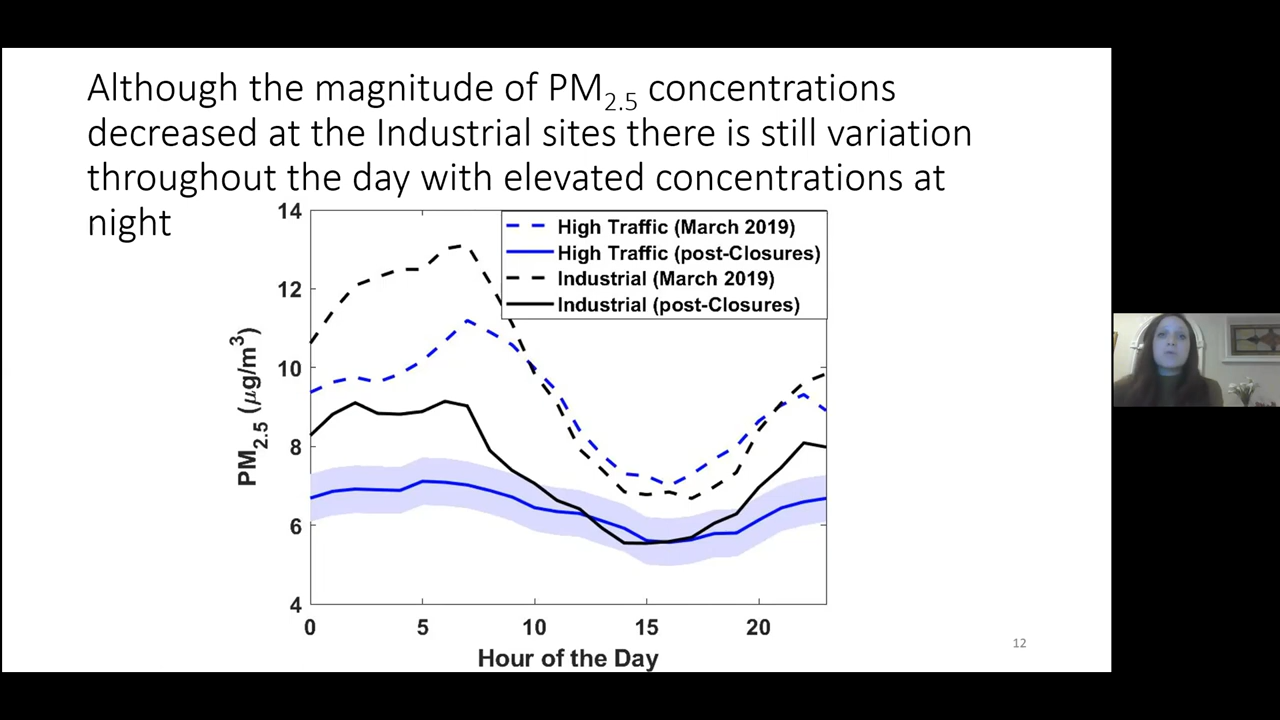 Although the magnitude of PM2.5 concentrations
decreased at the Industrial sites there is still variation
throughout the day with elevated concentrations at
night
14
12
10
8
6
4
PM2.5 (μg/m3)
High Traffic (March 2019)
High Traffic (post-Closures)
Industrial (March 2019)
Industrial (post-Closures)
0 5 10 15 20
Hour of the Day
12